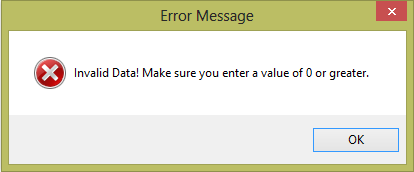 Error Message
Invalid Data! Make sure you enter a value of 0 or greater.
OK